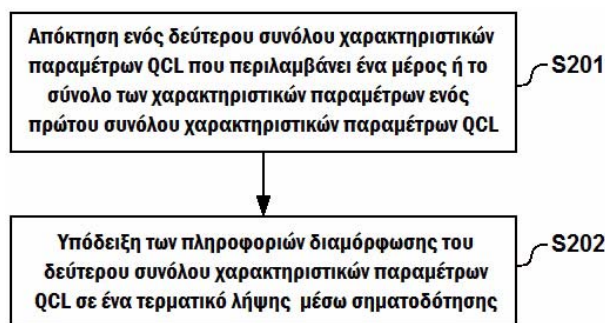 Απόκτηση ενός δεύτερου συνόλου χαρακτηριστικών
παραμέτρων QCL που περιλαμβάνει ένα μέρος ή το
σύνολο των χαρακτηριστικών παραμέτρων ενός
πρώτου συνόλου χαρακτηριστικών παραμέτρων QCL
S201
Υπόδειξη των πληροφοριών διαμόρφωσης του
δεύτερου συνόλου χαρακτηριστικών παραμέτρων
QCL σε ένα τερματικό λήψης μέσω σηματοδότησης
S202